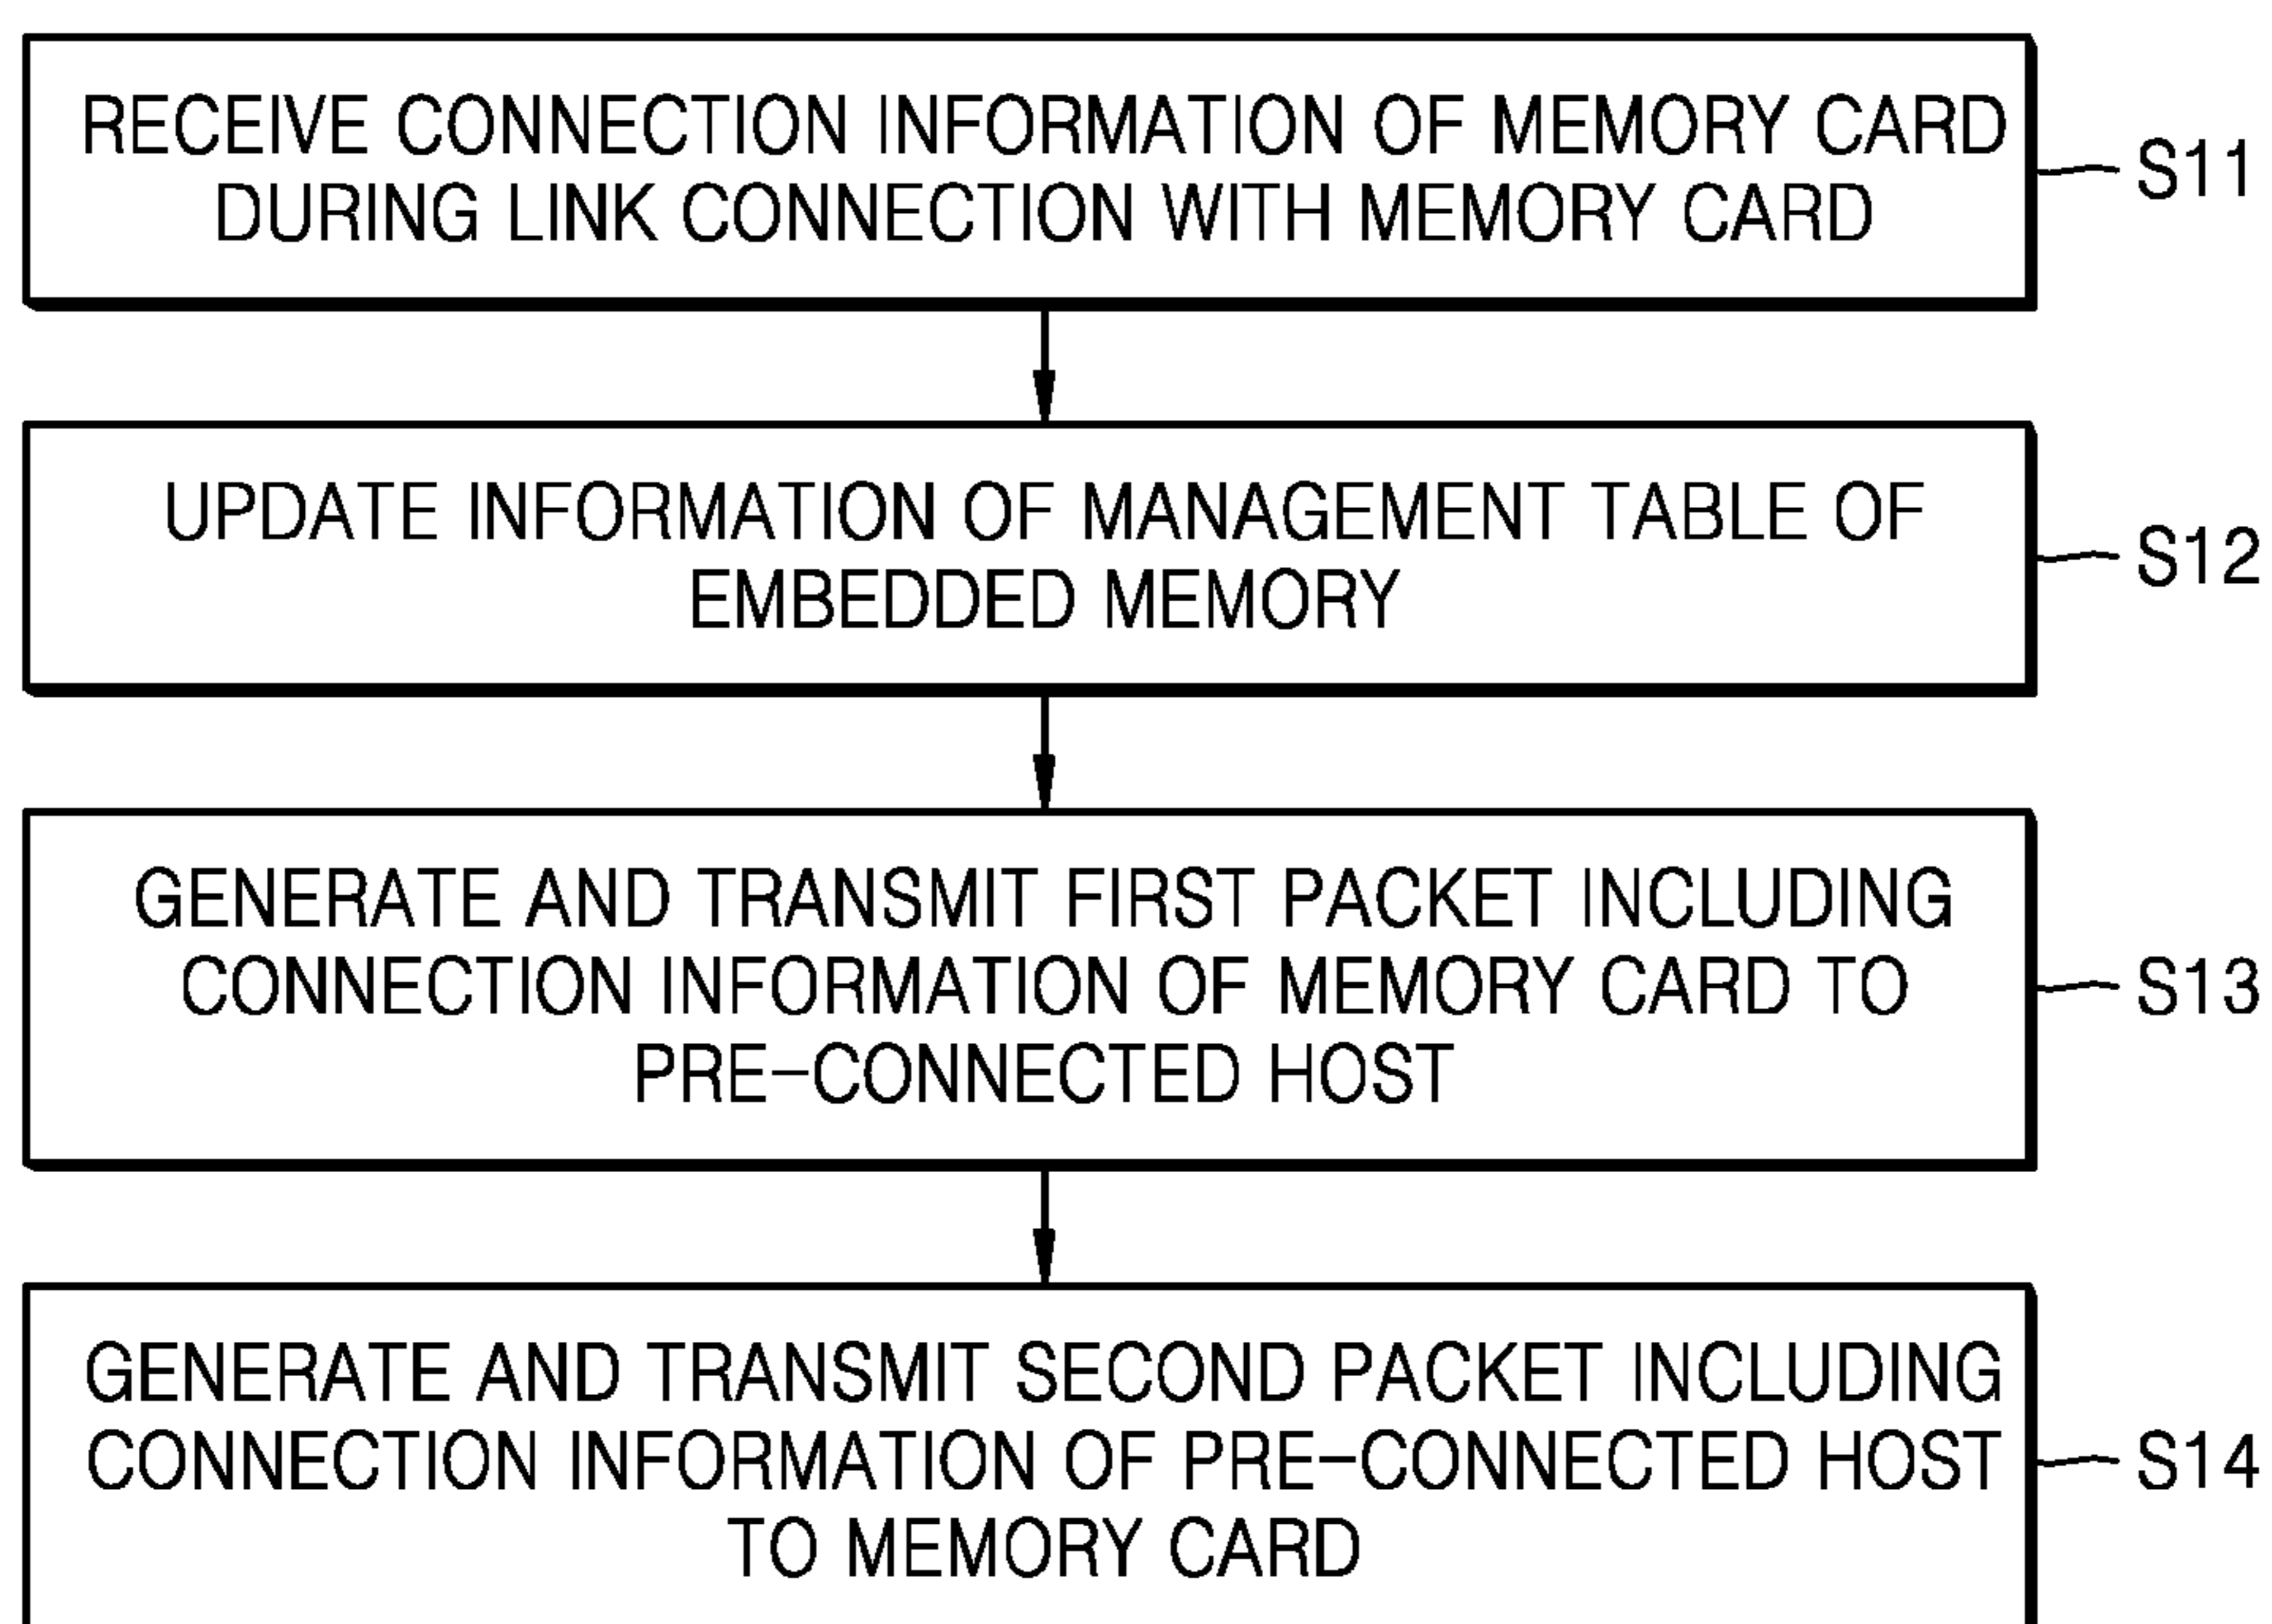 RECEIVE CONNECTION INFORMATION OF MEMORY CARD
DURING LINK CONNECTION WITH MEMORY CARD
S11
UPDATE INFORMATION OF MANAGEMENT TABLE OF
EMBEDDED MEMORY
S12
GENERATE AND TRANSMIT FIRST PACKET INCLUDING
CONNECTION INFORMATION OF MEMORY CARD TO
PRE-CONNECTED HOST
S13
GENERATE AND TRANSMIT SECOND PACKET INCLUDING
CONNECTION INFORMATION OF PRE-CONNECTED HOST
TO MEMORY CARD
S14